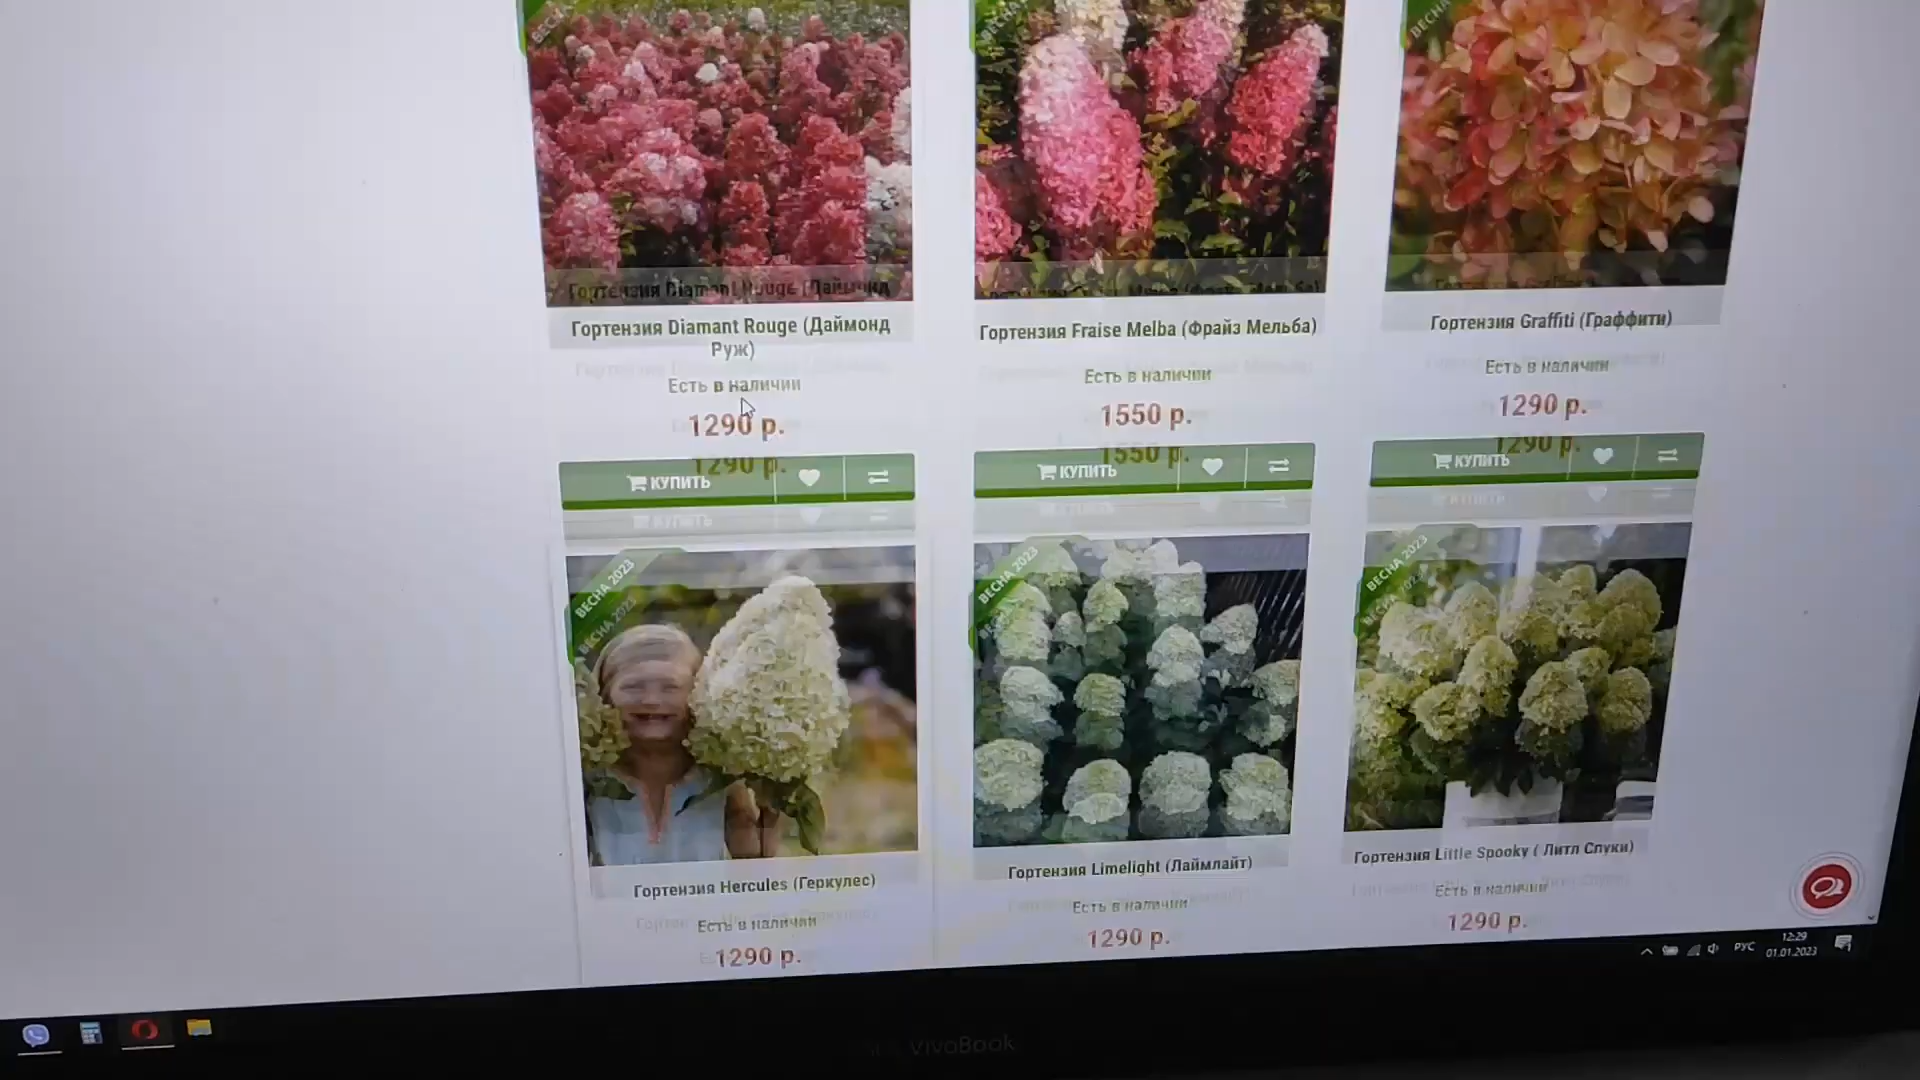 ВЕСНА
ВЕСНА
Гортензия Diamant Rouge (Даймонд
Руж)
Есть в наличии
1290 р.
КУПИТЬ
Гортензия Fraise Melba (Фрайз Мельба)
Есть в наличии
1550 р.
КУПИТЬ
Гортензия Graffiti (Граффити)
Есть в наличии
1290 р.
КУПИТЬ
ВЕСНА 2023
ВЕСНА 2023
ВЕСНА 2023
Гортензия Hercules (Геркулес)
Есть в наличии
1290 р.
Гортензия Limelight (Лаймлайт)
Есть в наличии
1290 р.
Гортензия Little Spooky ( Литл Спуки)
Есть в наличии
1290 р.
РУС
12:29
01.01.2023
VivoBook